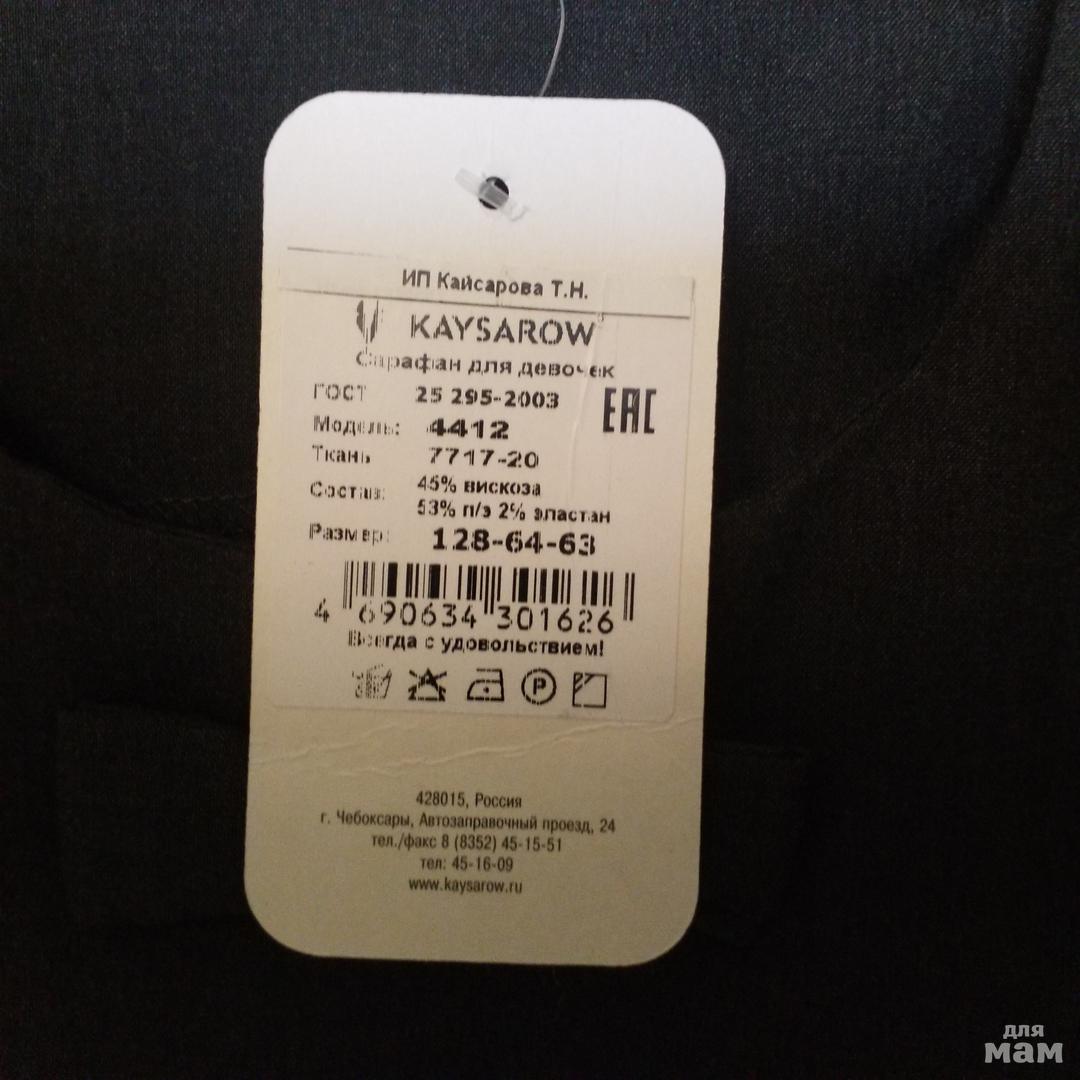 ИП Кайсарова Т.Н.
KAYSAROW
Сарафан для девочек
ГОСТ 25 295-2003
EAC
Модель: 4412
Ткань 7717-20
Состав: 45% вискоза
53% п/э 2% эластан
Размер: 128-64-63
4 690634 301626
Всегда с удовольствием!
P
428015, Россия
г. Чебоксары, Автозаправочный проезд, 24
тел./факс 8 (8352) 45-15-51
тел: 45-16-09
www.kaysarow.ru
для
мам